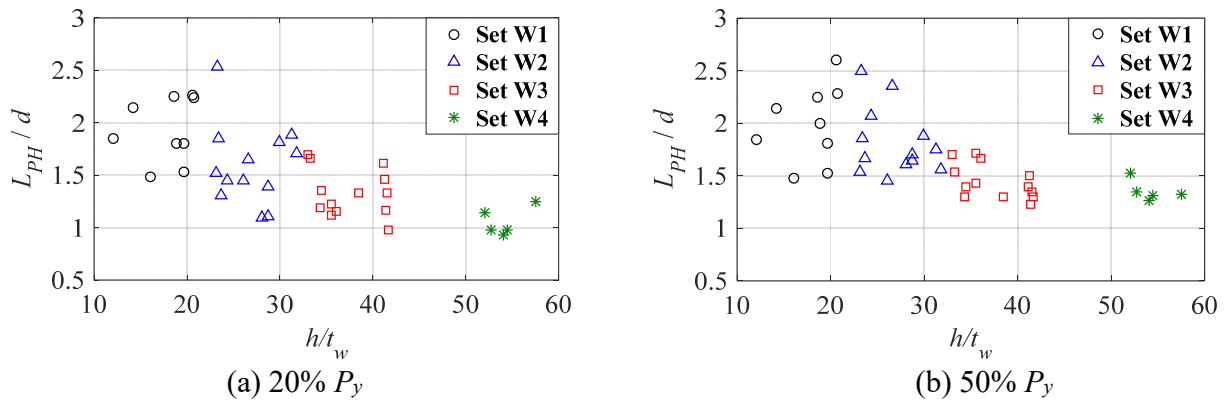 3
2.5
2
1.5
1
0.5
L_PH / d
10 20 30 40 50 60
h/t_w
Set W1
Set W2
Set W3
Set W4
(a) 20% P_y
3
2.5
2
1.5
1
0.5
L_PH / d
10 20 30 40 50 60
h/t_w
Set W1
Set W2
Set W3
Set W4
(b) 50% P_y